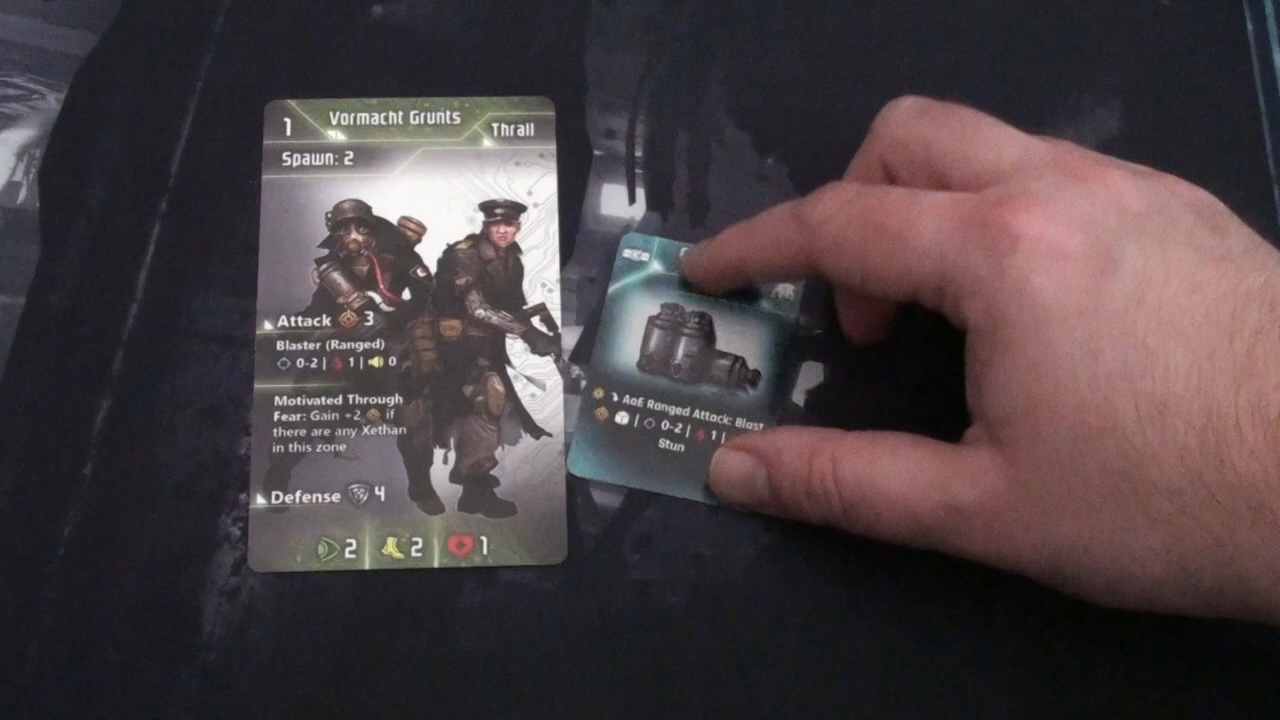 1 Vormacht Grunts Thrall
Spawn: 2
Attack 3
Blaster (Ranged)
0-2 | 1 | 0
Motivated Through
Fear: Gain +2 if
there are any Xethan
in this zone
Defense 4
2 2 1
AoE Ranged Attack: Blast
| 0-2 | 1 |
Stun